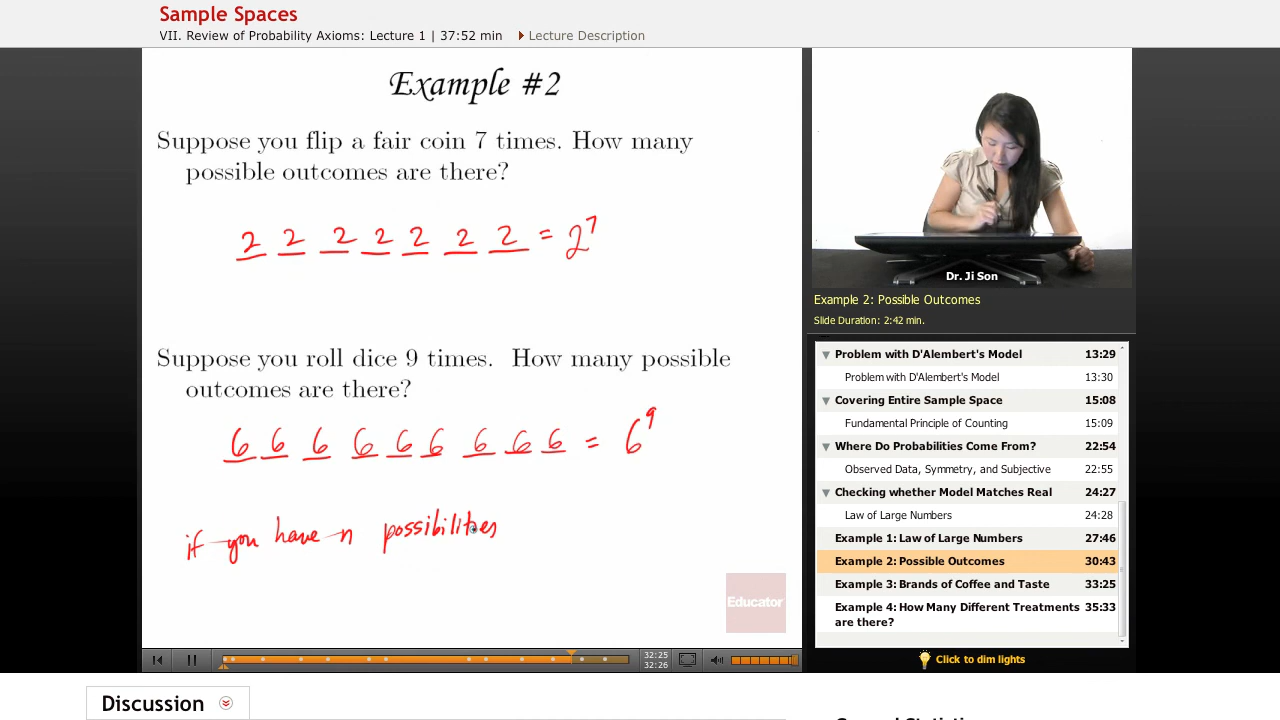 Sample Spaces
VII. Review of Probability Axioms: Lecture 1 | 37:52 min
Lecture Description
Example #2
Suppose you flip a fair coin 7 times. How many
possible outcomes are there?
2 2 2 2 2 2 2 = 2⁷
Suppose you roll dice 9 times. How many possible
outcomes are there?
6 6 6 6 6 6 6 6 6 = 6⁹
if you have n possibilities
Educator
32:25
32:26
Dr. Ji Son
Example 2: Possible Outcomes
Slide Duration: 2:42 min.
Problem with D'Alembert's Model 13:29
Problem with D'Alembert's Model 13:30
Covering Entire Sample Space 15:08
Fundamental Principle of Counting 15:09
Where Do Probabilities Come From? 22:54
Observed Data, Symmetry, and Subjective 22:55
Checking whether Model Matches Real 24:27
Law of Large Numbers 24:28
Example 1: Law of Large Numbers 27:46
Example 2: Possible Outcomes 30:43
Example 3: Brands of Coffee and Taste 33:25
Example 4: How Many Different Treatments 35:33
are there?
Click to dim lights
Discussion